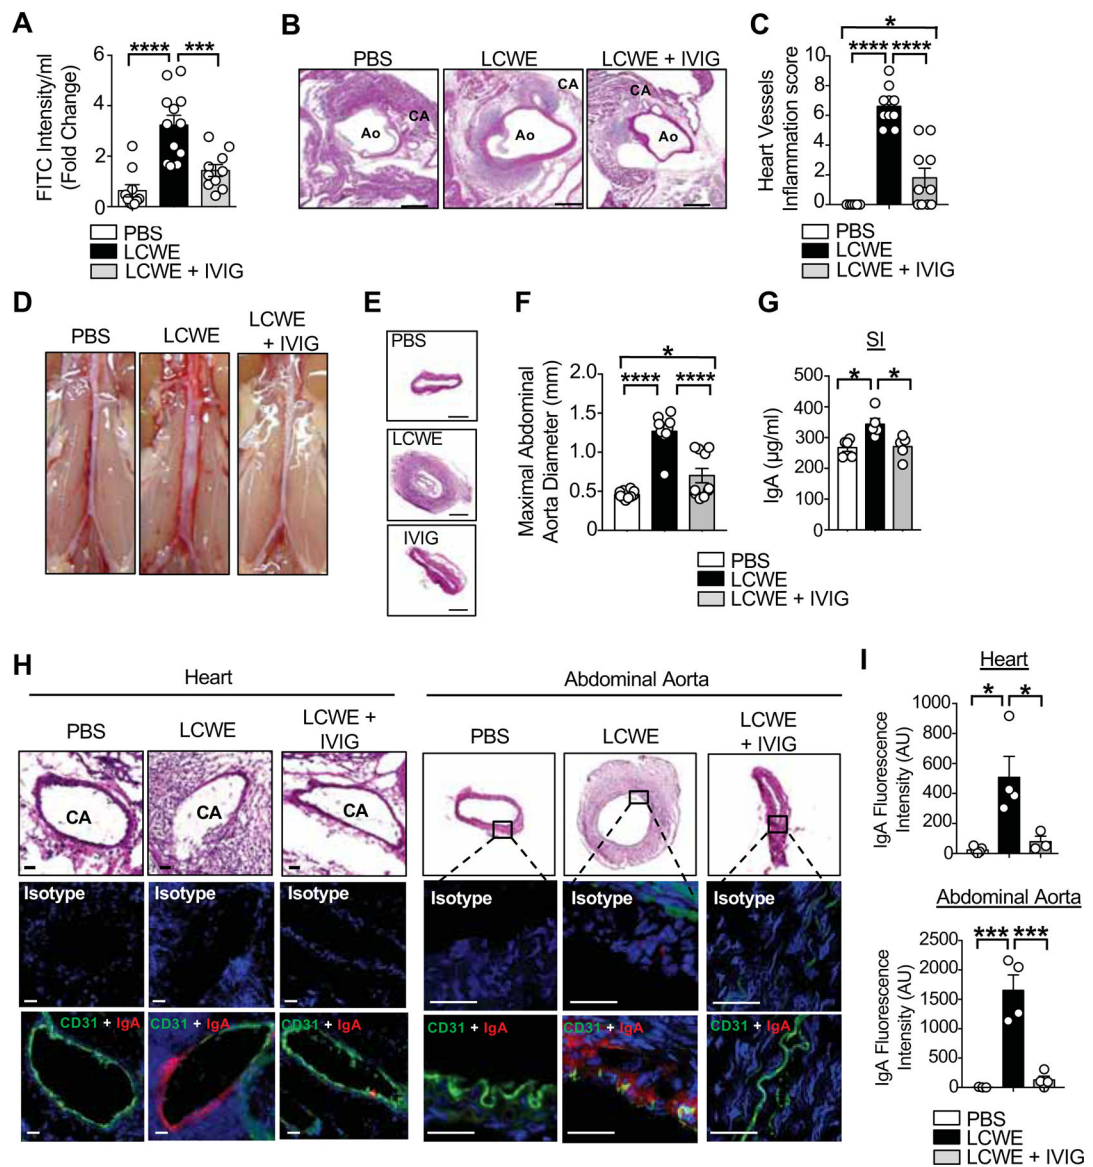 A
****
***
FITC Intensity/ml
(Fold Change)
6
4
2
0
PBS
LCWE
LCWE + IVIG
B
PBS
LCWE
LCWE + IVIG
CA
Ao
CA
Ao
CA
Ao
C
*
****
****
Heart Vessels
Inflammation score
10
8
6
4
2
0
PBS
LCWE
LCWE + IVIG
D
PBS
LCWE
LCWE
+ IVIG
E
PBS
LCWE
IVIG
F
*
****
****
Maximal Abdominal
Aorta Diameter (mm)
2.0
1.5
1.0
0.5
0.0
G
SI
*
*
IgA (µg/ml)
500
400
300
200
100
0
PBS
LCWE
LCWE + IVIG
H
Heart
PBS
LCWE
LCWE +
IVIG
CA
CA
CA
Isotype
Isotype
Isotype
CD31 + IgA
CD31 + IgA
CD31 + IgA
Abdominal Aorta
PBS
LCWE
LCWE
+ IVIG
Isotype
Isotype
Isotype
CD31 + IgA
CD31 + IgA
CD31 + IgA
I
Heart
*
*
IgA Fluorescence
Intensity (AU)
1000
800
600
400
200
0
Abdominal Aorta
***
***
IgA Fluorescence
Intensity (AU)
2500
2000
1500
1000
500
0
PBS
LCWE
LCWE + IVIG